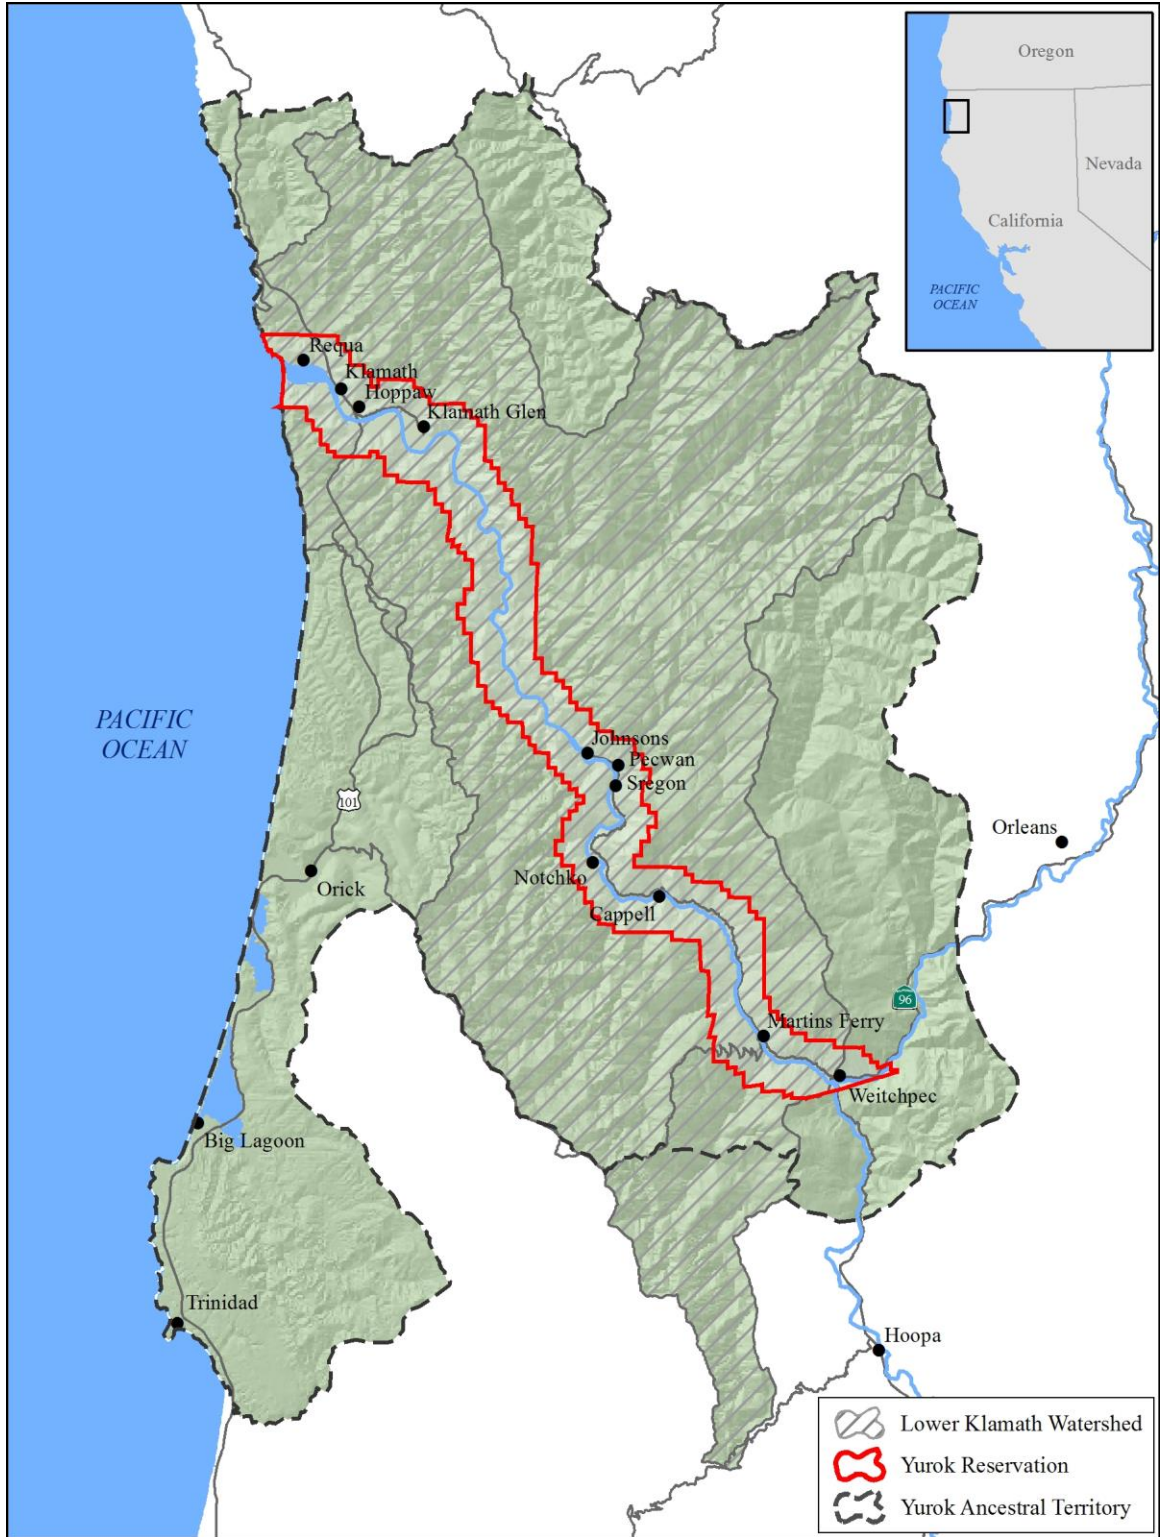 Oregon
Nevada
California
PACIFIC
OCEAN
Requa
Klamath
Hoppaw
Klamath Glen
PACIFIC
OCEAN
Johnsons
Pecwan
Sregon
101
Orleans
Notchko
Orick
Cappell
96
Martins Ferry
Weitchpec
Big Lagoon
Trinidad
Hoopa
Lower Klamath Watershed
Yurok Reservation
Yurok Ancestral Territory